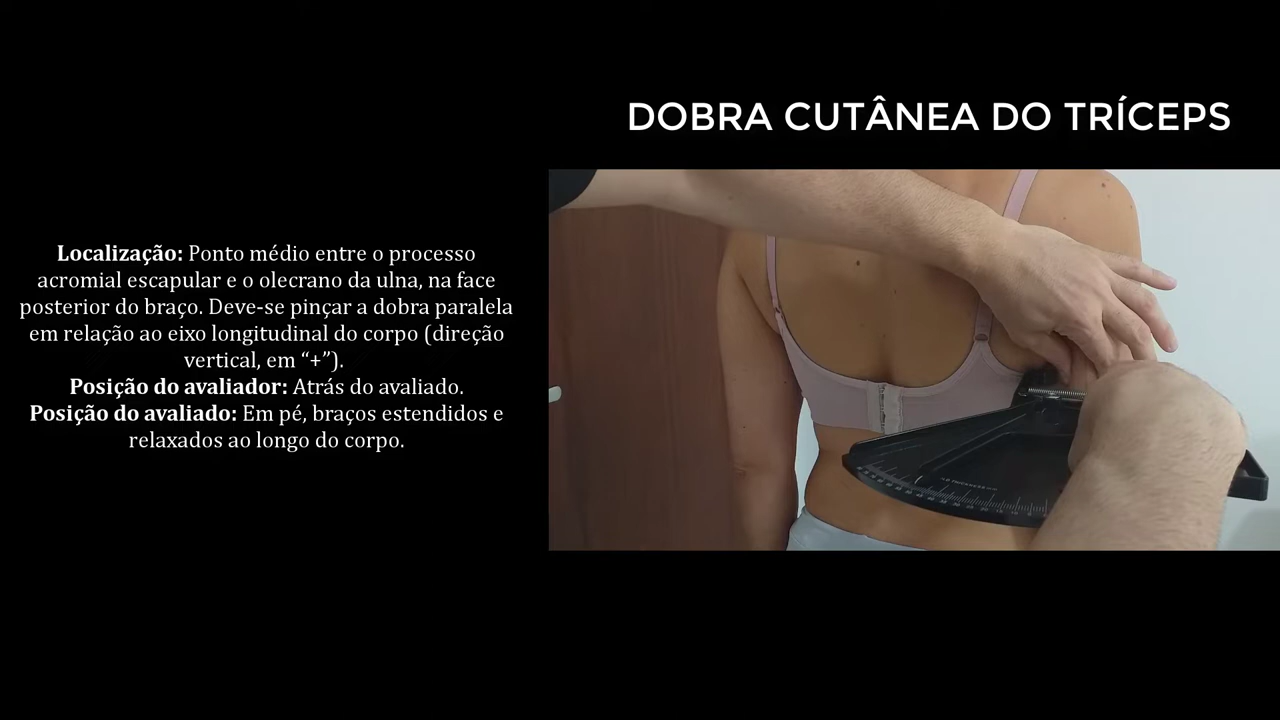 DOBRA CUTÂNEA DO TRÍCEPS
Localização: Ponto médio entre o processo
acromial escapular e o olecrano da ulna, na face
posterior do braço. Deve-se pinçar a dobra paralela
em relação ao eixo longitudinal do corpo (direção
vertical, em “+”).
Posição do avaliador: Atrás do avaliado.
Posição do avaliado: Em pé, braços estendidos e
relaxados ao longo do corpo.